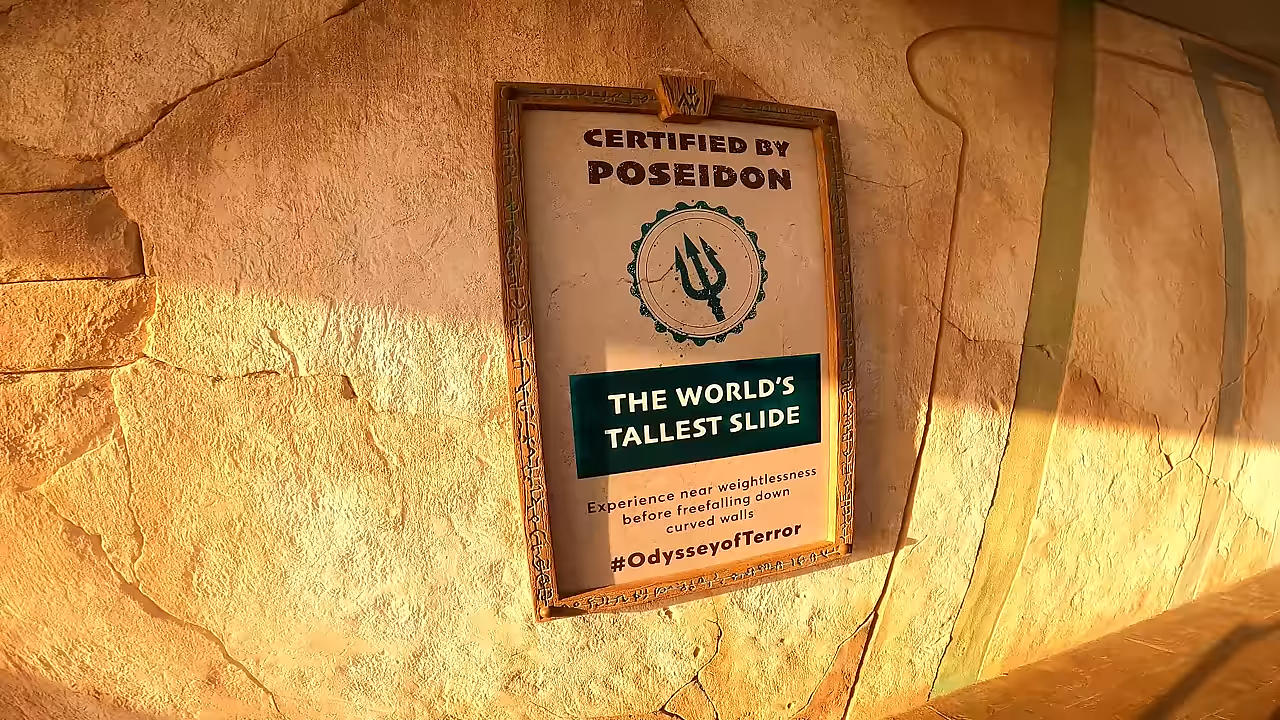 CERTIFIED BY
POSEIDON
THE WORLD'S
TALLEST SLIDE
Experience near weightlessness
before freefalling down
curved walls
#OdysseyofTerror